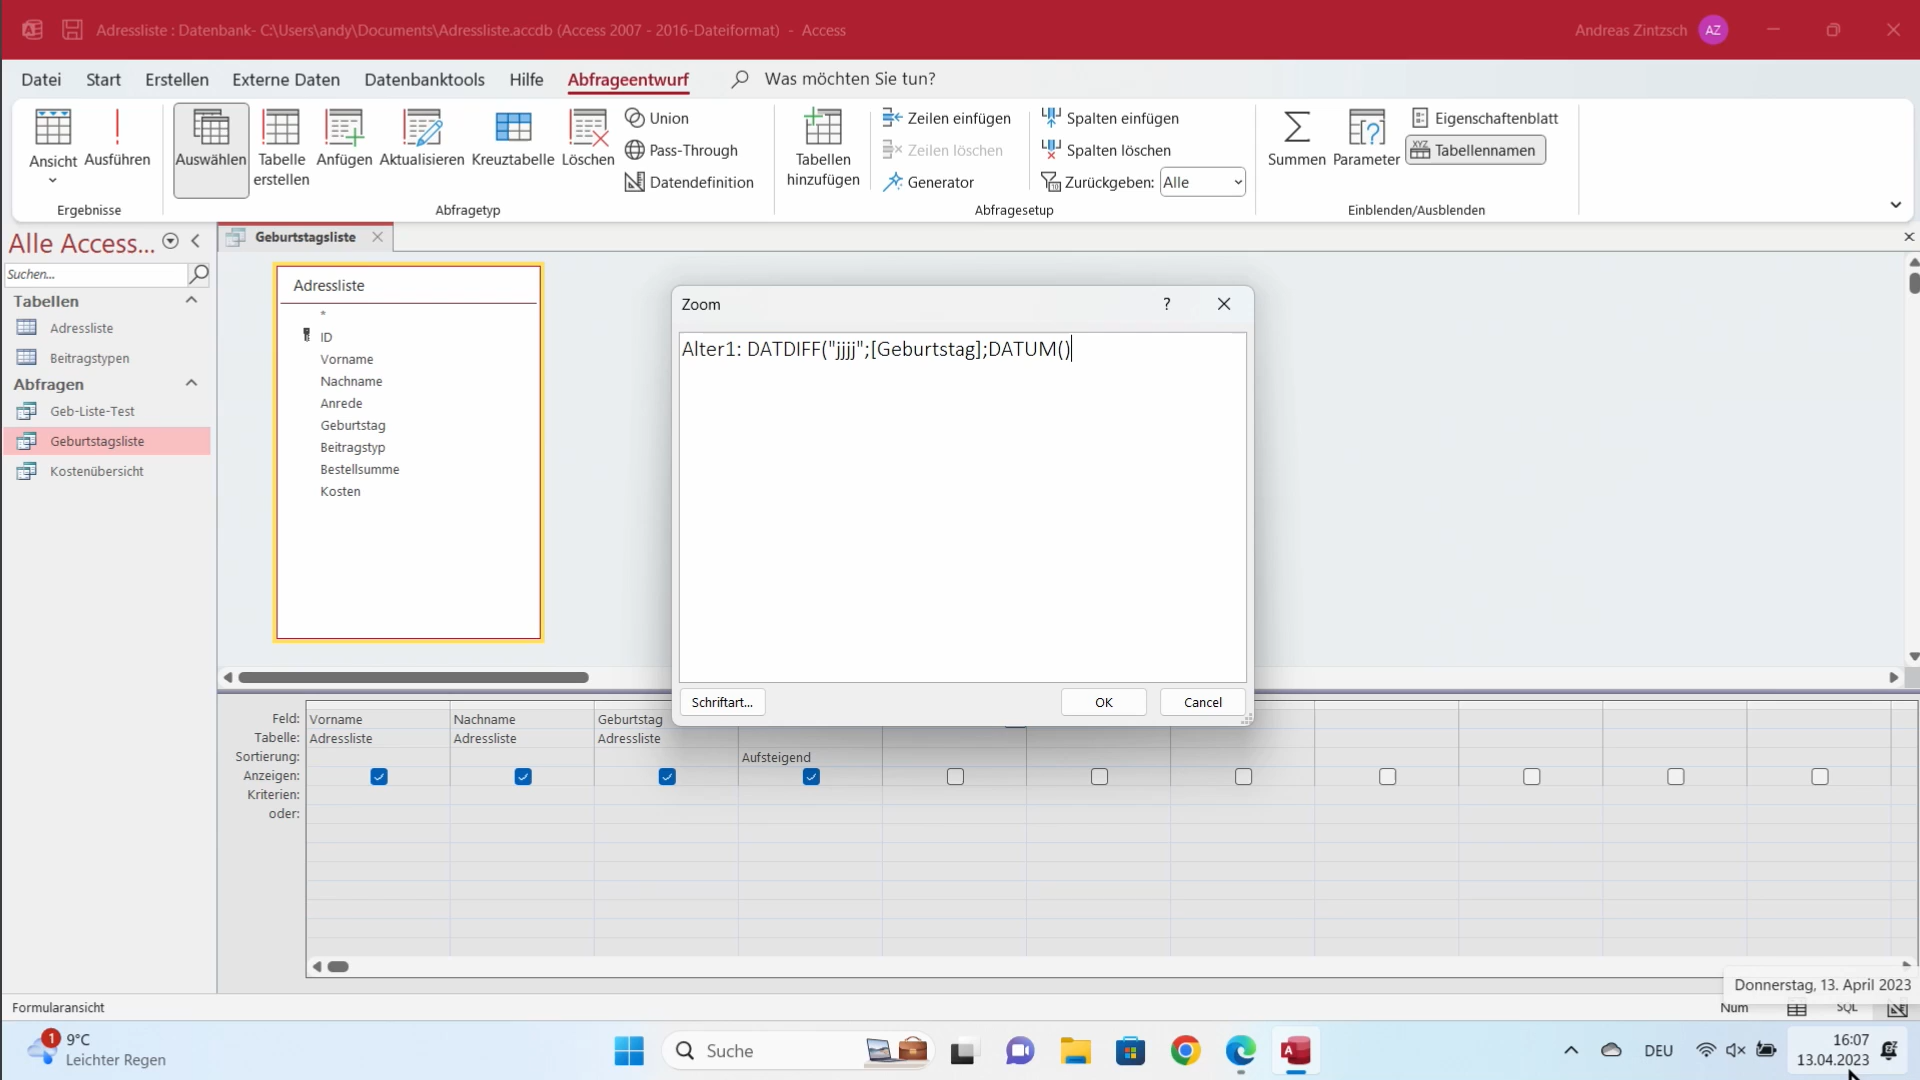 Adressliste : Datenbank- C:\Users\andy\Documents\Adressliste.accdb (Access 2007 - 2016-Dateiformat)  -  Access
Andreas Zintzsch AZ
Datei Start Erstellen Externe Daten Datenbanktools Hilfe Abfrageentwurf Was möchten Sie tun?
Ansicht
Ausführen
Ergebnisse
Auswählen
Tabelle
erstellen
Anfügen
Aktualisieren
Kreuztabelle
Löschen
Union
Pass-Through
Datendefinition
Abfragetyp
Tabellen
hinzufügen
Zeilen einfügen
Zeilen löschen
Generator
Spalten einfügen
Spalten löschen
Zurückgeben: Alle
Abfragesetup
Summen
Parameter
Eigenschaftenblatt
XYZ Tabellennamen
Einblenden/Ausblenden
Alle Access...
Suchen...
Tabellen
Adressliste
Beitragstypen
Abfragen
Geb-Liste-Test
Geburtstagsliste
Kostenübersicht
Geburtstagsliste
Adressliste
*
ID
Vorname
Nachname
Anrede
Geburtstag
Beitragstyp
Bestellsumme
Kosten
Zoom
?
Alter1: DATDIFF("jjjj";[Geburtstag];DATUM()
Schriftart...
OK
Cancel
Feld: Vorname Nachname Geburtstag
Tabelle: Adressliste Adressliste Adressliste
Sortierung: Aufsteigend
Anzeigen:
Kriterien:
oder:
Donnerstag, 13. April 2023
Formularansicht
Num
SQL
1
9°C
Leichter Regen
Suche
DEU
16:07
13.04.2023